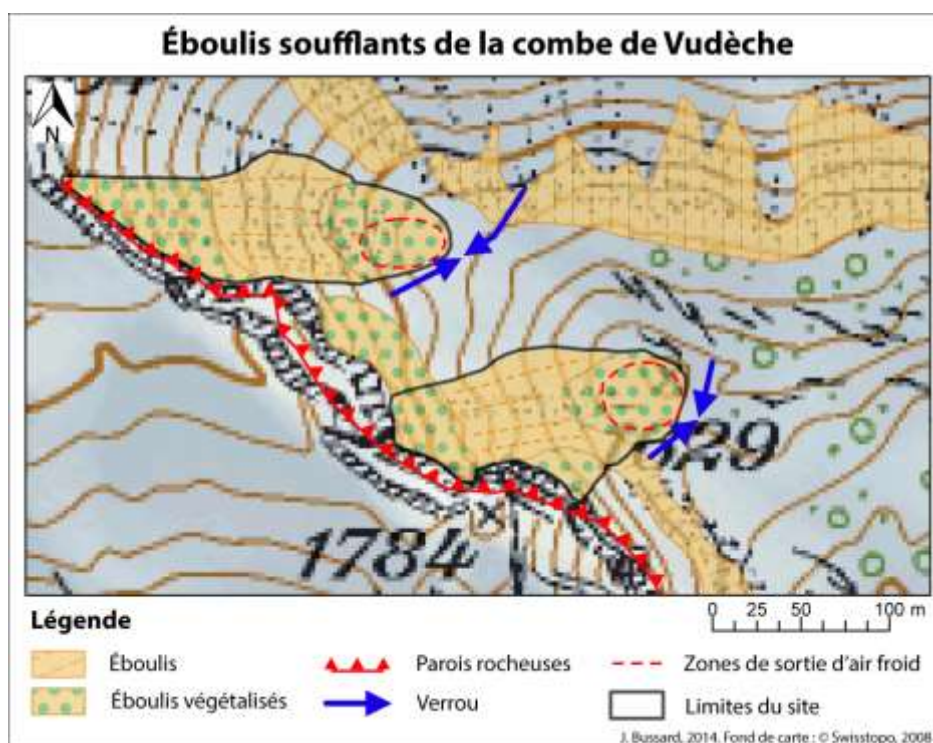 Éboulis soufflants de la combe de Vudèche
N
1784
829
Légende
0 25 50 100 m
Éboulis
Parois rocheuses
Zones de sortie d'air froid
Éboulis végétalisés
Verrou
Limites du site
J. Bussard, 2014. Fond de carte : © Swisstopo, 2008